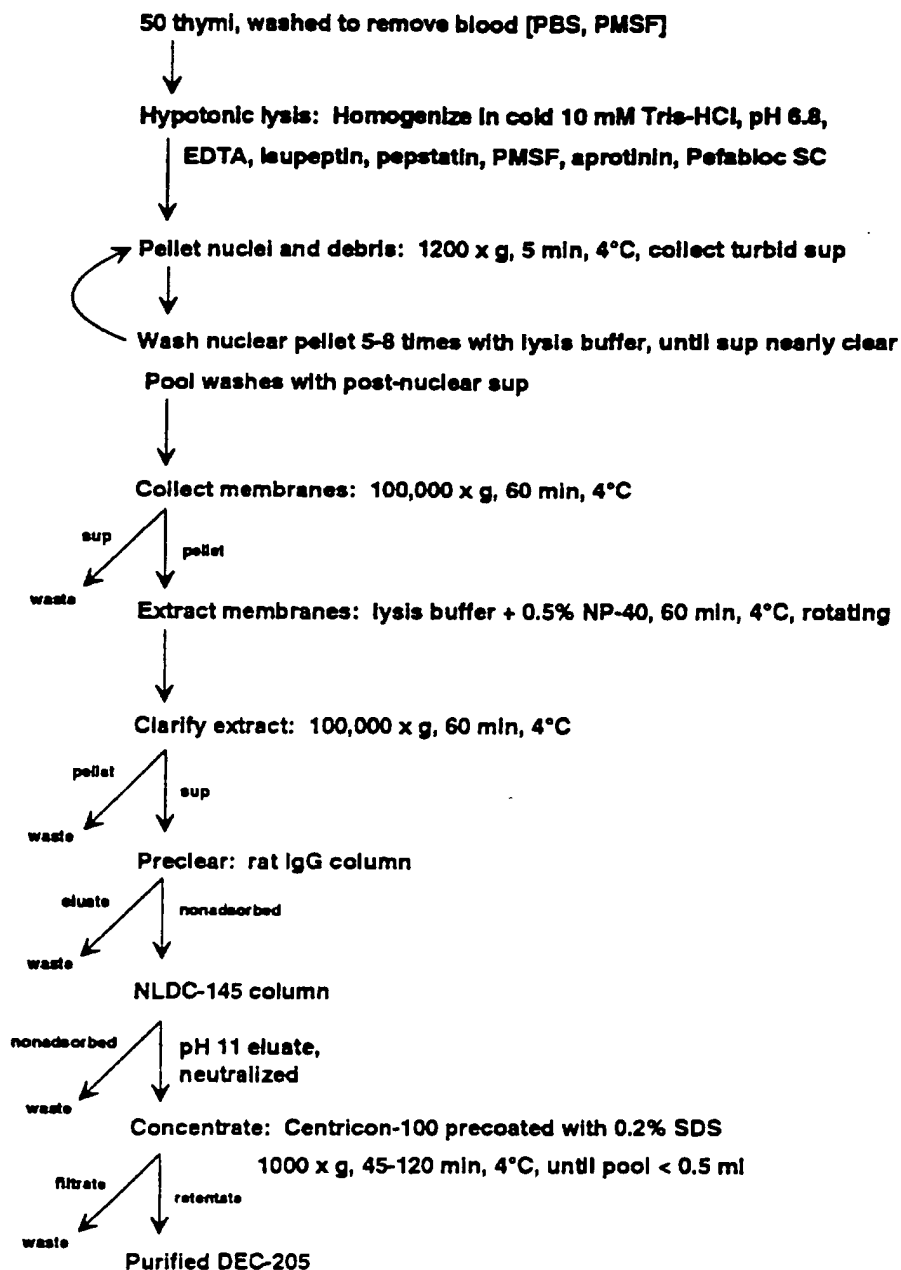 50 thymi, washed to remove blood [PBS, PMSF]
Hypotonic lysis: Homogenize in cold 10 mM Tris-HCl, pH 6.8,
EDTA, leupeptin, pepstatin, PMSF, aprotinin, Pefabloc SC
Pellet nuclei and debris: 1200 x g, 5 min, 4°C, collect turbid sup
Wash nuclear pellet 5-8 times with lysis buffer, until sup nearly clear
Pool washes with post-nuclear sup
Collect membranes: 100,000 x g, 60 min, 4°C
sup
pellet
waste
Extract membranes: lysis buffer + 0.5% NP-40, 60 min, 4°C, rotating
Clarify extract: 100,000 x g, 60 min, 4°C
pellet
sup
waste
Preclear: rat IgG column
eluate
nonadsorbed
waste
NLDC-145 column
nonadsorbed
pH 11 eluate,
neutralized
waste
Concentrate: Centricon-100 precoated with 0.2% SDS
1000 x g, 45-120 min, 4°C, until pool < 0.5 ml
filtrate
retentate
waste
Purified DEC-205